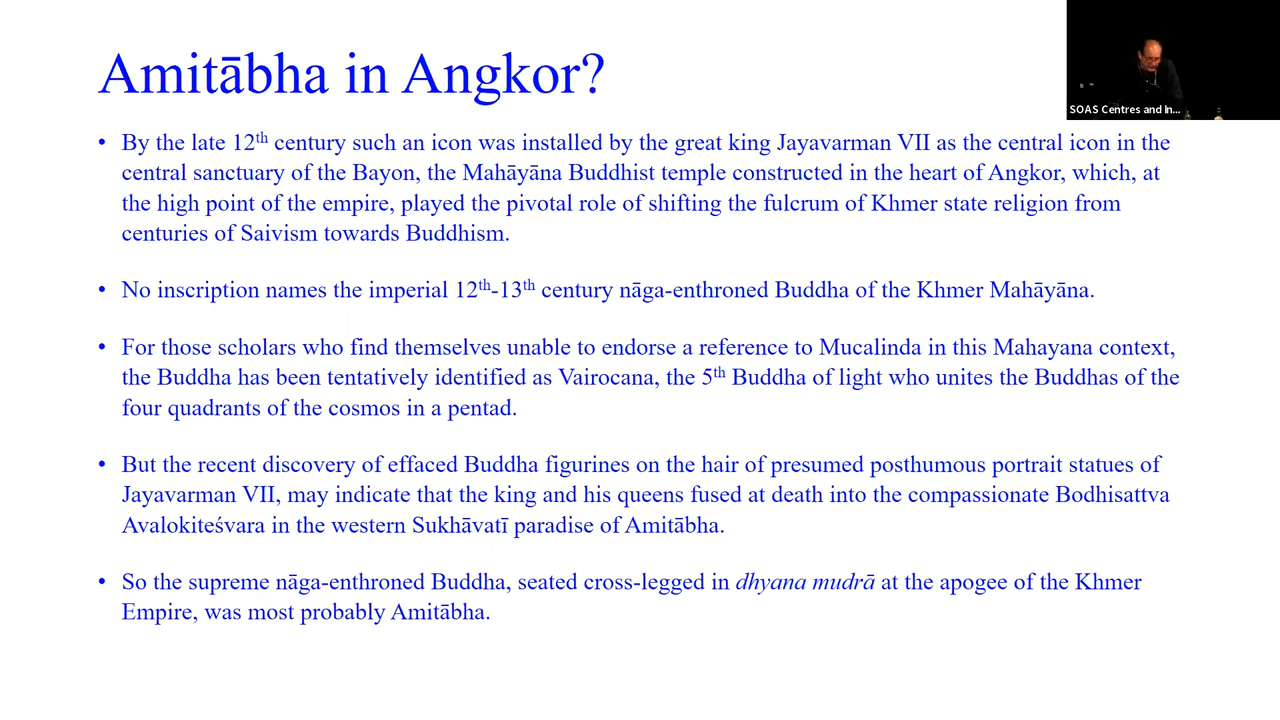 Amitābha in Angkor?
SOAS Centres and In...
• By the late 12th century such an icon was installed by the great king Jayavarman VII as the central icon in the
central sanctuary of the Bayon, the Mahāyāna Buddhist temple constructed in the heart of Angkor, which, at
the high point of the empire, played the pivotal role of shifting the fulcrum of Khmer state religion from
centuries of Saivism towards Buddhism.
• No inscription names the imperial 12th-13th century nāga-enthroned Buddha of the Khmer Mahāyāna.
• For those scholars who find themselves unable to endorse a reference to Mucalinda in this Mahayana context,
the Buddha has been tentatively identified as Vairocana, the 5th Buddha of light who unites the Buddhas of the
four quadrants of the cosmos in a pentad.
• But the recent discovery of effaced Buddha figurines on the hair of presumed posthumous portrait statues of
Jayavarman VII, may indicate that the king and his queens fused at death into the compassionate Bodhisattva
Avalokiteśvara in the western Sukhāvatī paradise of Amitābha.
• So the supreme nāga-enthroned Buddha, seated cross-legged in dhyana mudrā at the apogee of the Khmer
Empire, was most probably Amitābha.